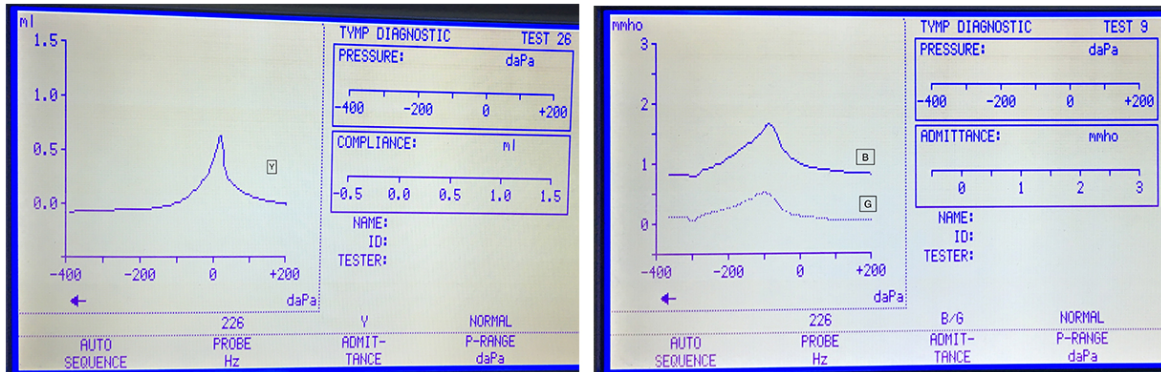 ml
1.5
1.0
0.5
0.0
Y
-400 -200 0 +200
daPa
TYMP DIAGNOSTIC TEST 26
PRESSURE: daPa
-400 -200 0 +200
COMPLIANCE: ml
-0.5 0.0 0.5 1.0 1.5
NAME:
ID:
TESTER:
226 Y NORMAL
AUTO PROBE ADMIT- P-RANGE
SEQUENCE Hz TANCE daPa
mmho
3
2
1
0
B
G
-400 -200 0 +200
daPa
TYMP DIAGNOSTIC TEST 9
PRESSURE: daPa
-400 -200 0 +200
ADMITTANCE: mmho
0 1 2 3
NAME:
ID:
TESTER:
226 B/G NORMAL
AUTO PROBE ADMIT- P-RANGE
SEQUENCE Hz TANCE daPa